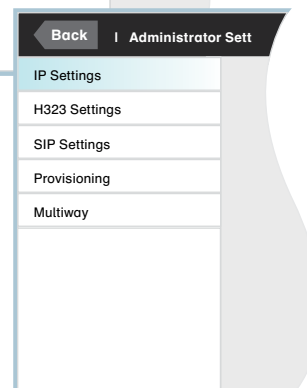 Back | Administrator Sett
IP Settings
H323 Settings
SIP Settings
Provisioning
Multiway